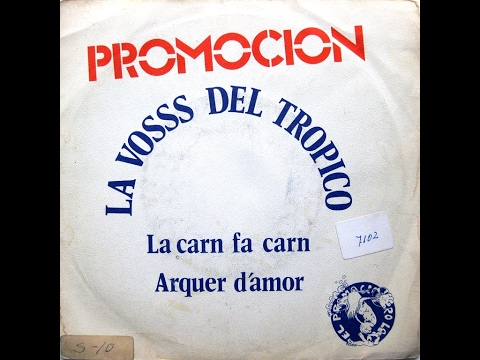 PROMOCION
LA VOSSS DEL TROPICO
La carn fa carn
Arquer d'amor
7102
S-10